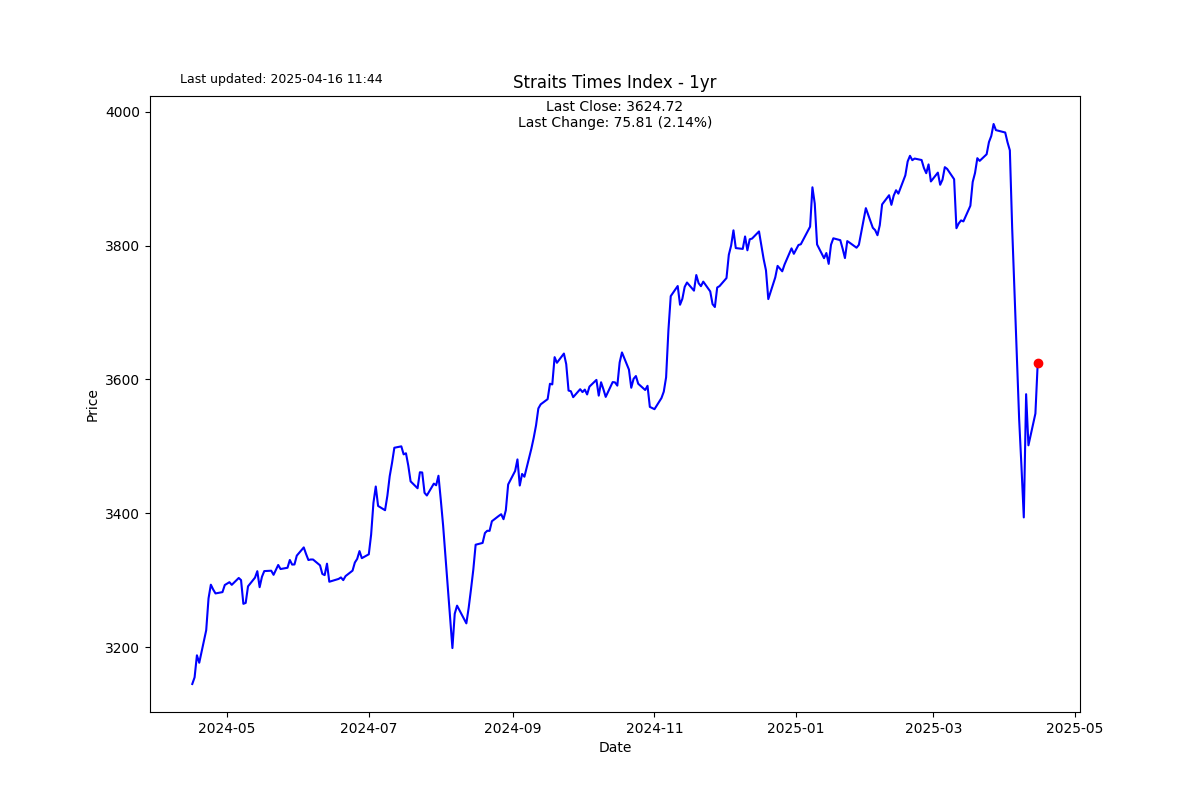 Last updated: 2025-04-16 11:44
Straits Times Index - 1yr
Last Close: 3624.72
Last Change: 75.81 (2.14%)
4000
3800
3600
3400
3200
Price
2024-05
2024-07
2024-09
2024-11
2025-01
2025-03
2025-05
Date